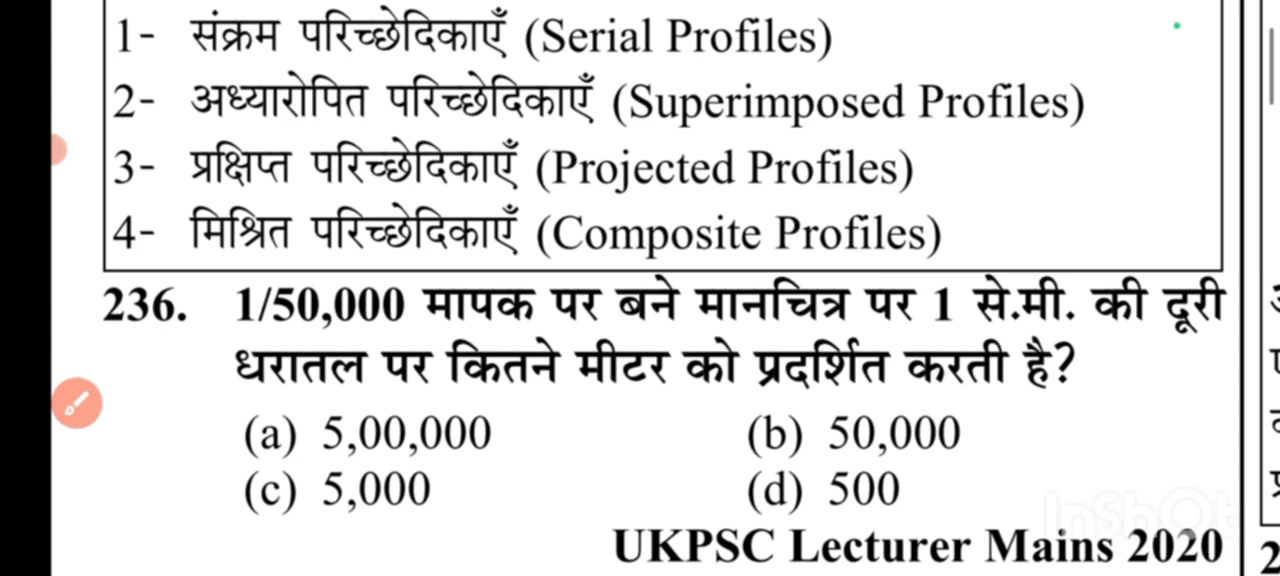 1- संक्रम परिच्छेदिकाएँ (Serial Profiles)
2- अध्यारोपित परिच्छेदिकाएँ (Superimposed Profiles)
3- प्रक्षिप्त परिच्छेदिकाएँ (Projected Profiles)
4- मिश्रित परिच्छेदिकाएँ (Composite Profiles)
236. 1/50,000 मापक पर बने मानचित्र पर 1 से.मी. की दूरी
धरातल पर कितने मीटर को प्रदर्शित करती है?
(a) 5,00,000 (b) 50,000
(c) 5,000 (d) 500
InShOt
UKPSC Lecturer Mains 2020